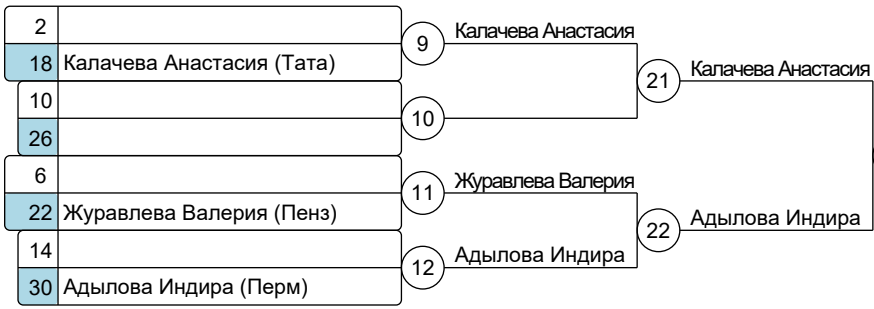 2
18 Калачева Анастасия (Тата)
10
26
6
22 Журавлева Валерия (Пенз)
14
30 Адылова Индира (Перм)
9
Калачева Анастасия
10
11
Журавлева Валерия
12
Адылова Индира
21
Калачева Анастасия
22
Адылова Индира